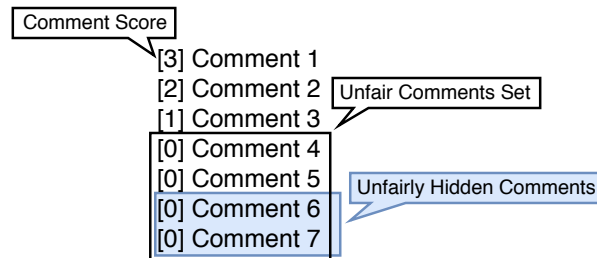 Comment Score
[3] Comment 1
[2] Comment 2
Unfair Comments Set
[1] Comment 3
[0] Comment 4
[0] Comment 5
Unfairly Hidden Comments
[0] Comment 6
[0] Comment 7